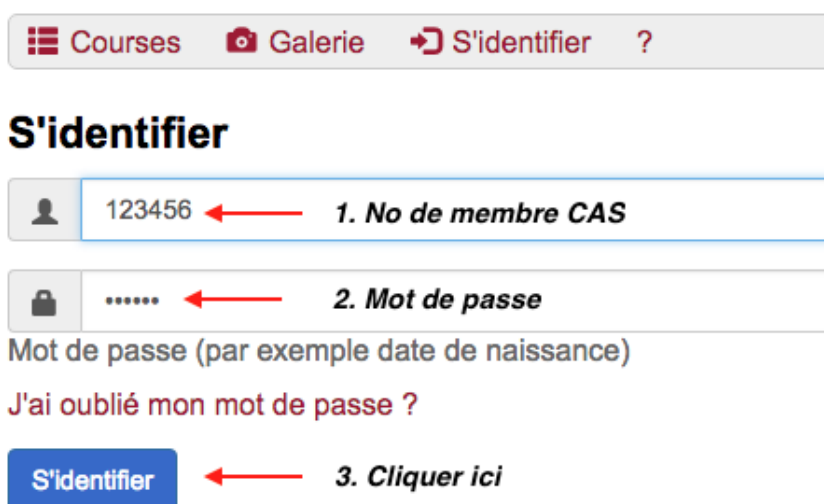 Courses Galerie S'identifier ?
S'identifier
123456 1. No de membre CAS
•••••• 2. Mot de passe
Mot de passe (par exemple date de naissance)
J'ai oublié mon mot de passe ?
S'identifier 3. Cliquer ici